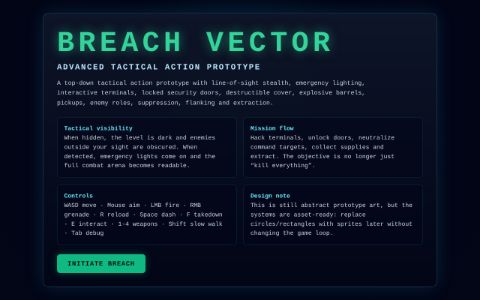 BREACH VECTOR
ADVANCED TACTICAL ACTION PROTOTYPE
A top-down tactical action prototype with line-of-sight stealth, emergency lighting,
interactive terminals, locked security doors, destructible cover, explosive barrels,
pickups, enemy roles, suppression, flanking and extraction.
Tactical visibility
When hidden, the level is dark and enemies
outside your sight are obscured. When
detected, emergency lights come on and the
full combat arena becomes readable.
Mission flow
Hack terminals, unlock doors, neutralize
command targets, collect supplies and
extract. The objective is no longer just
“kill everything”.
Controls
WASD move · Mouse aim · LMB fire · RMB
grenade · R reload · Space dash · F takedown
· E interact · 1-4 weapons · Shift slow walk
· Tab debug
Design note
This is still abstract prototype art, but the
systems are asset-ready: replace
circles/rectangles with sprites later without
changing the game loop.
INITIATE BREACH